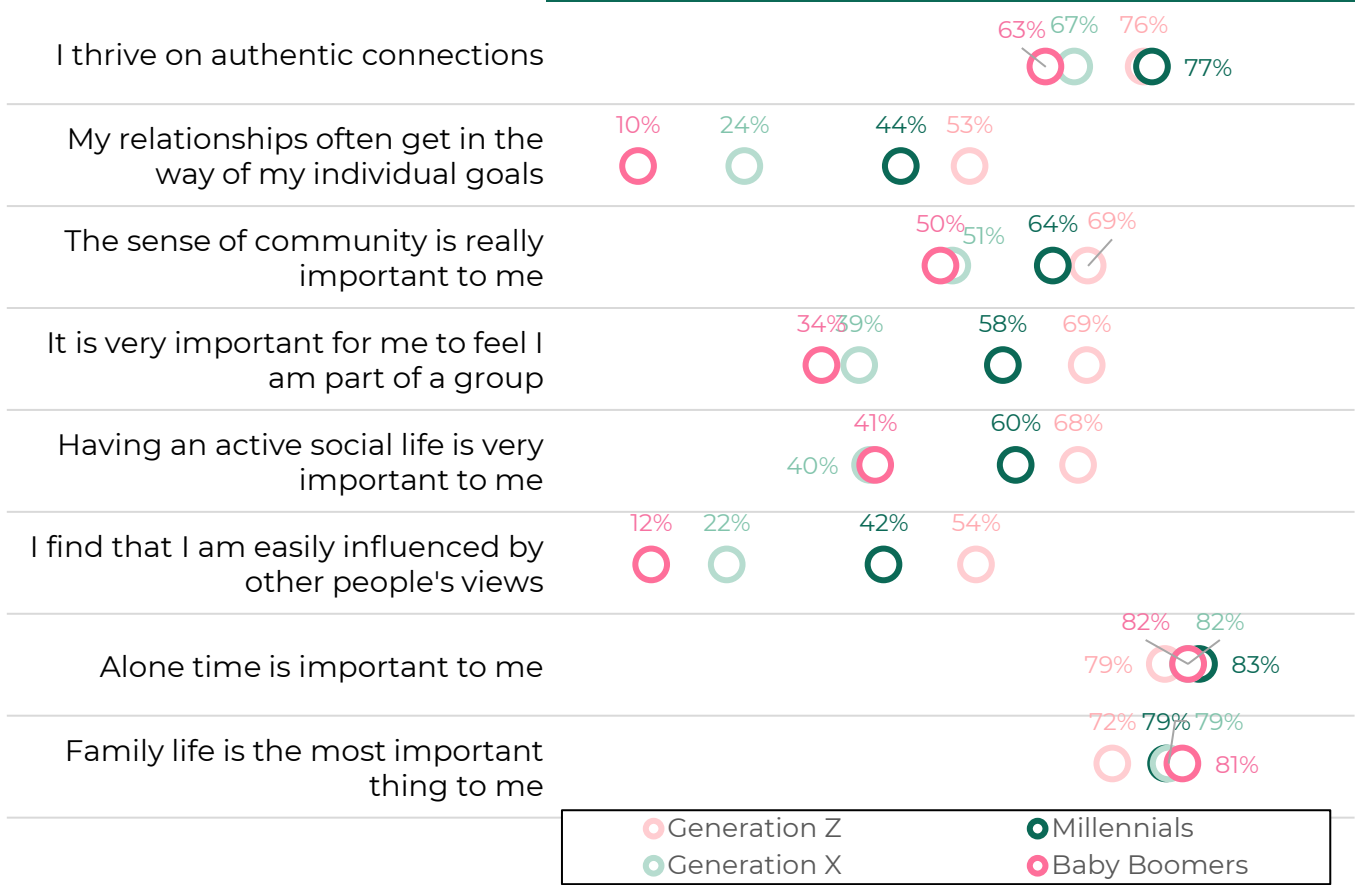 63% 67% 76%
I thrive on authentic connections
77%
10% 24% 44% 53%
My relationships often get in the
way of my individual goals
50% 51% 64% 69%
The sense of community is really
important to me
34% 39% 58% 69%
It is very important for me to feel I
am part of a group
41% 60% 68%
Having an active social life is very
40%
important to me
12% 22% 42% 54%
I find that I am easily influenced by
other people's views
82% 82%
Alone time is important to me
79% 83%
72% 79% 79%
Family life is the most important
81%
thing to me
Generation Z Millennials
Generation X Baby Boomers